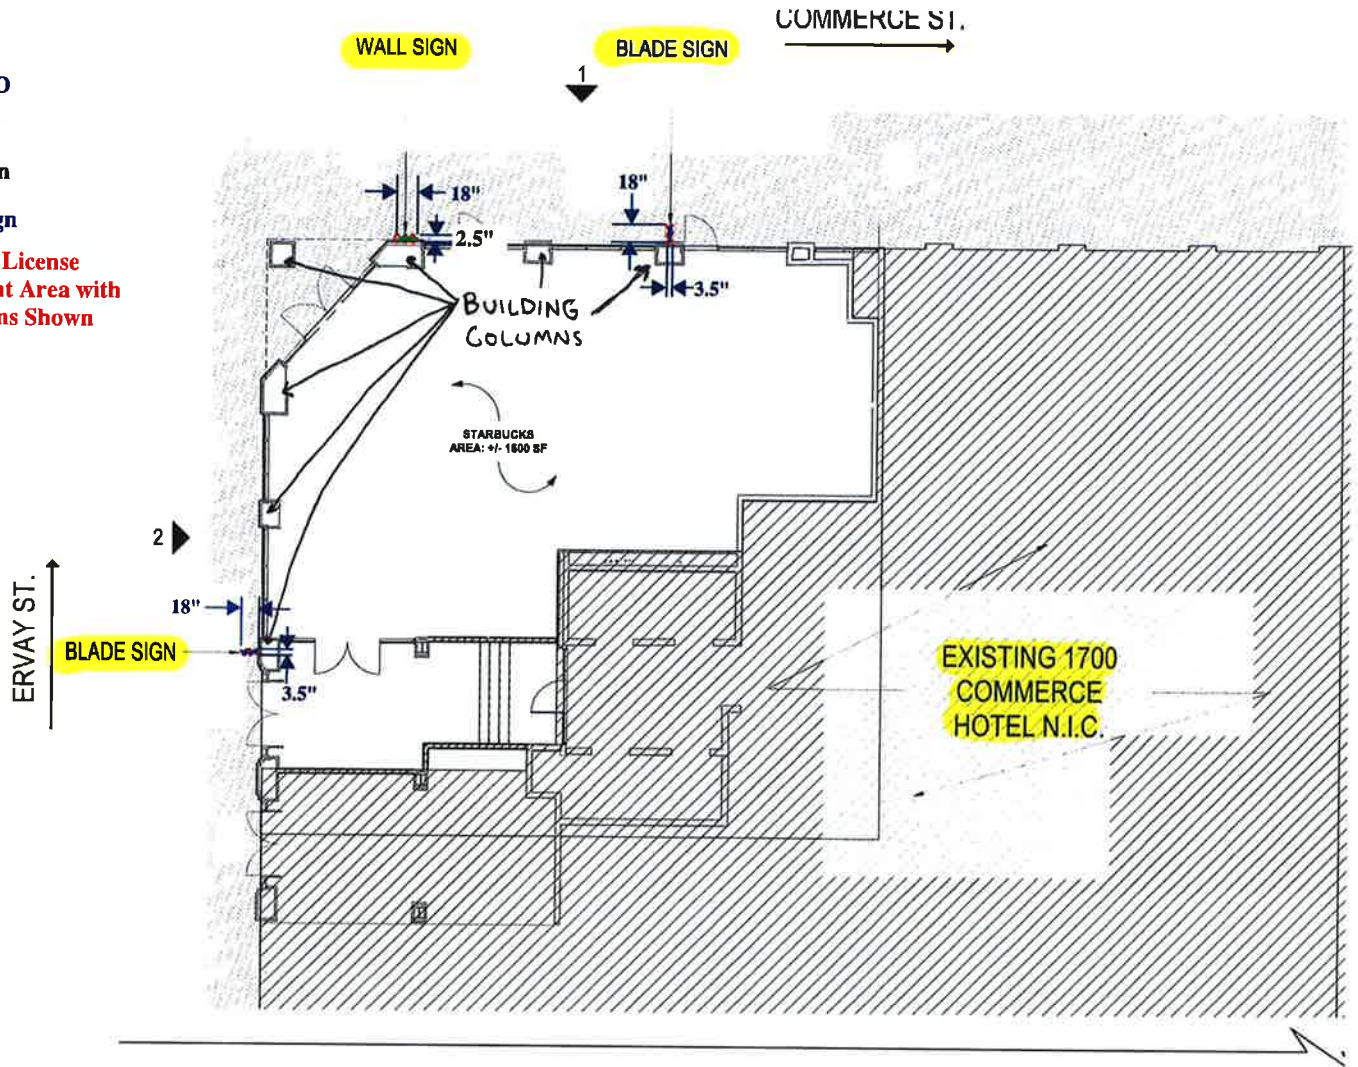 COMMERCE ST.
WALL SIGN
BLADE SIGN
1
License
Area with
Shown
18"
2.5"
18"
3.5"
BUILDING
COLUMNS
STARBUCKS
AREA: +/- 1600 SF
2
ERVAY ST.
18"
BLADE SIGN
3.5"
EXISTING 1700
COMMERCE
HOTEL N.I.C.